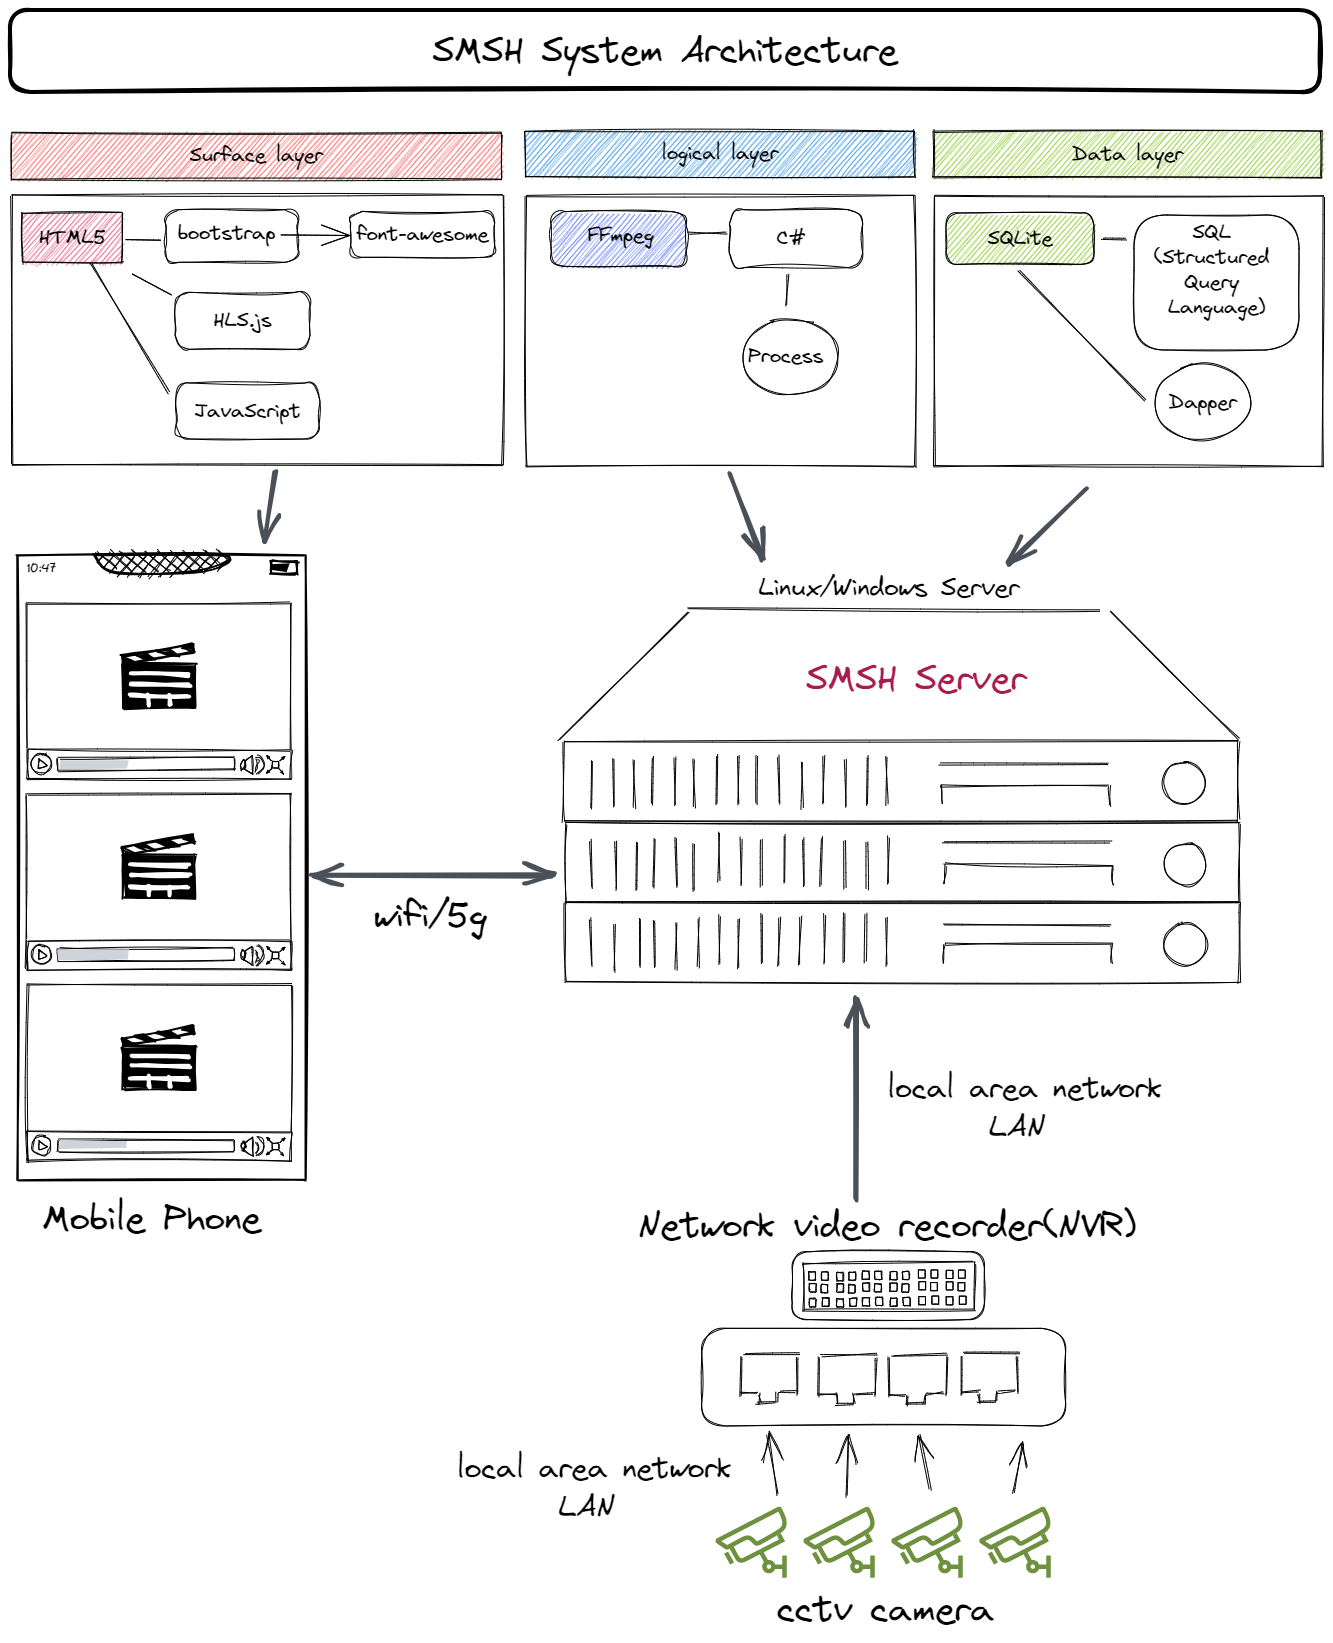 SMSH System Architecture
Surface layer
logical layer
Data layer
HTML5
bootstrap
font-awesome
HLS.js
JavaScript
FFmpeg
c#
Process
SQLite
SQL
(Structured
Query
Language)
Dapper
10:47
Linux/Windows Server
SMSH Server
wifi/5g
local area network
LAN
Mobile Phone
Network video recorder(NVR)
local area network
LAN
cctv camera